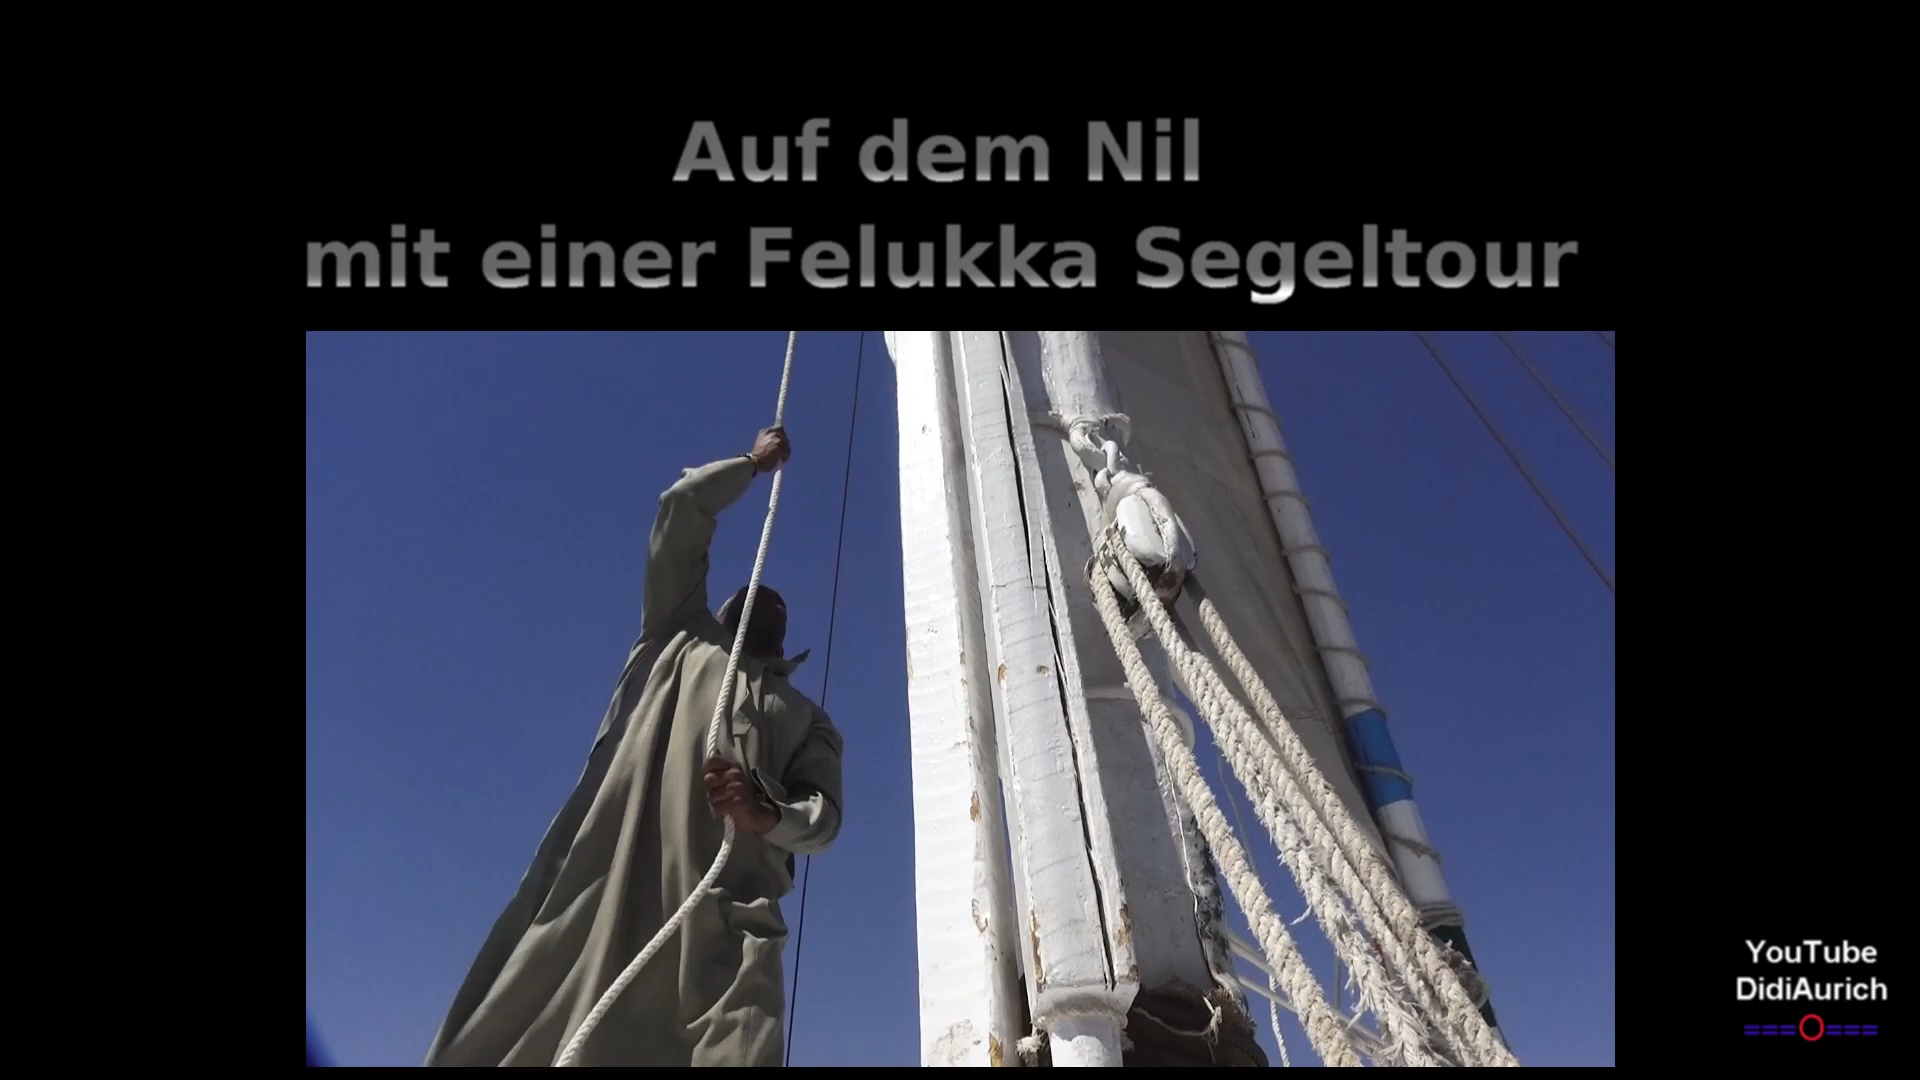 Auf dem Nil
mit einer Felukka Segeltour
YouTube
DidiAurich
===O===